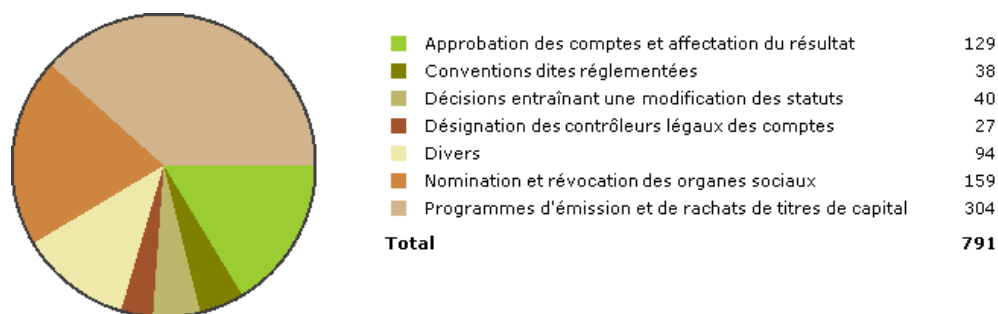 Approbation des comptes et affectation du résultat 129
Conventions dites réglementées 38
Décisions entraînant une modification des statuts 40
Désignation des contrôleurs légaux des comptes 27
Divers 94
Nomination et révocation des organes sociaux 159
Programmes d'émission et de rachats de titres de capital 304
Total 791